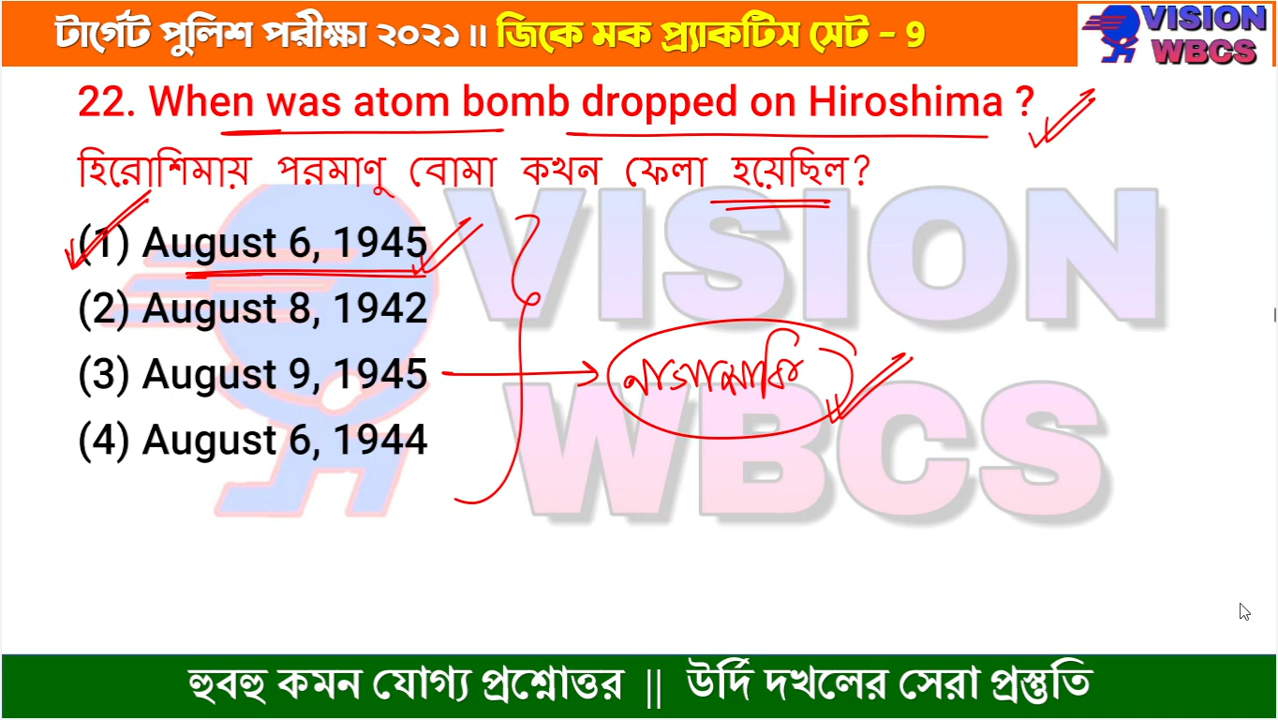 টার্গেট পুলিশ পরীক্ষা ২০২১ ॥ জিকে মক প্র্যাকটিস সেট - 9
VISION
WBCS
22. When was atom bomb dropped on Hiroshima ?
হিরোশিমায় পরমাণু বোমা কখন ফেলা হয়েছিল?
(1) August 6, 1945
(2) August 8, 1942
(3) August 9, 1945
নাগাসাকি
(4) August 6, 1944
VISION
WBCS
হুবহু কমন যোগ্য প্রশ্নোত্তর || উর্দি দখলের সেরা প্রস্তুতি